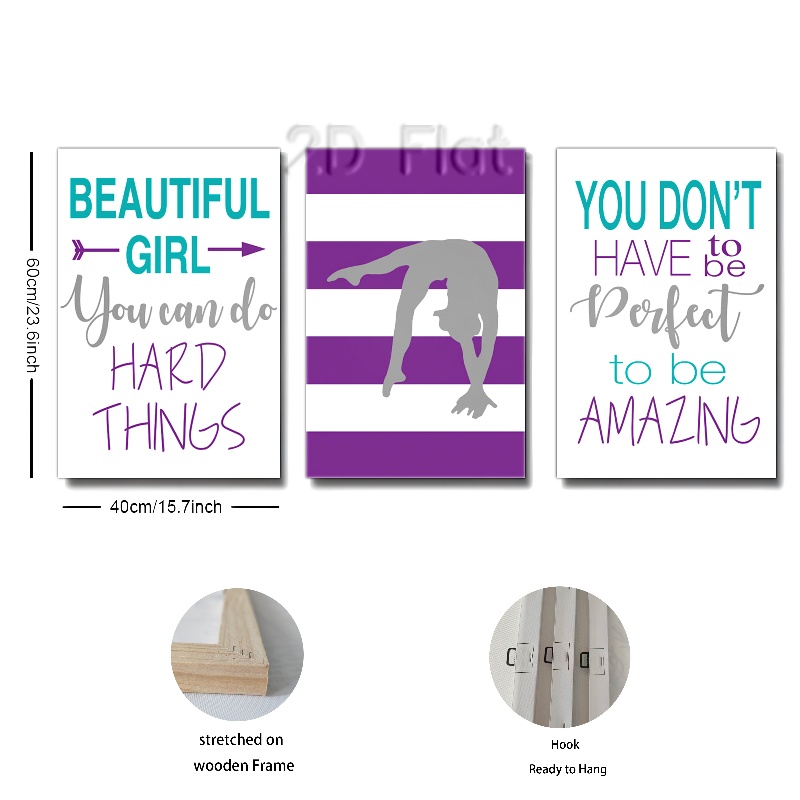 2D Flat
BEAUTIFUL
GIRL
You can do
HARD
THINGS
YOU DON'T
HAVE to be
Perfect
to be
AMAZING
60cm/23.6inch
40cm/15.7inch
stretched on
wooden Frame
Hook
Ready to Hang